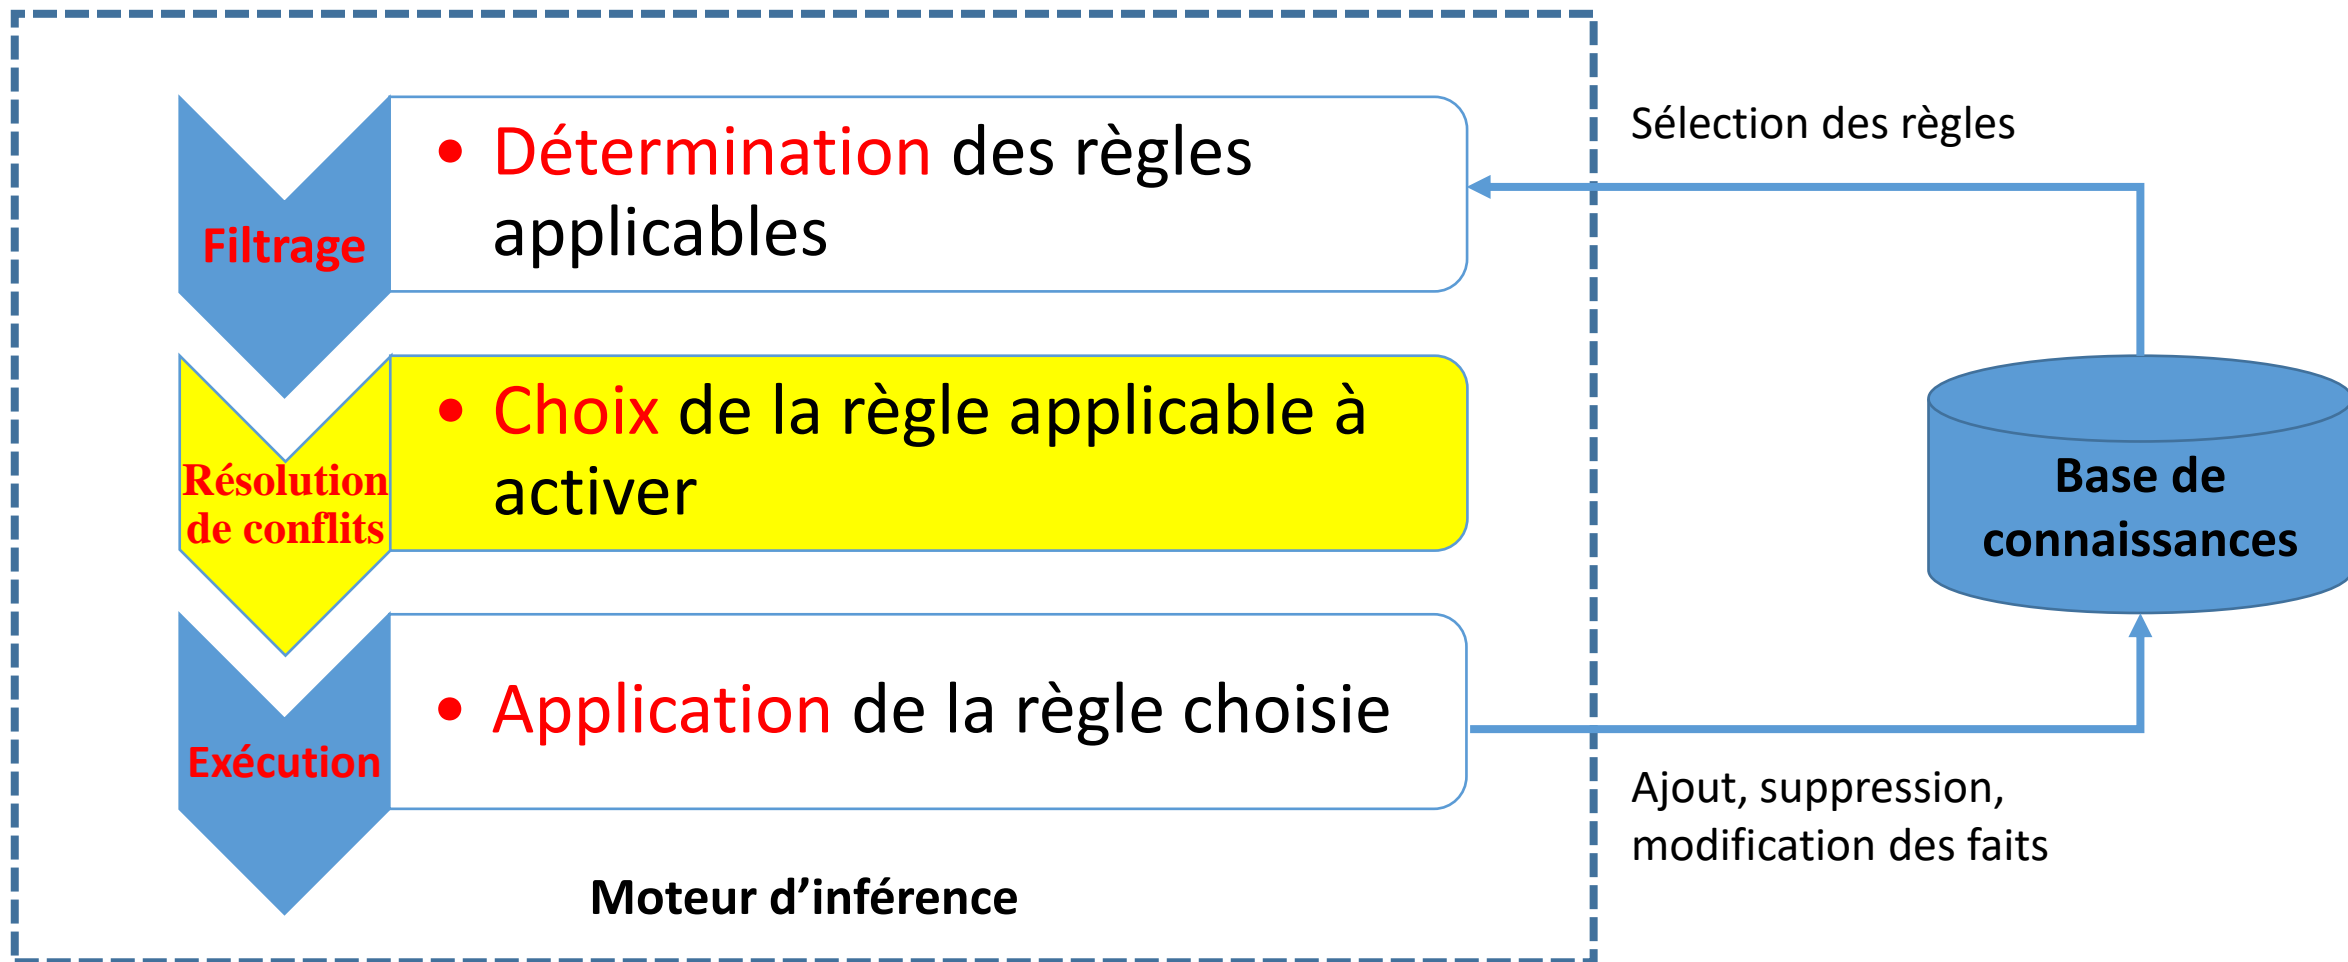 Filtrage
• Détermination des règles
applicables
Sélection des règles
Résolution
de conflits
• Choix de la règle applicable à
activer
Base de
connaissances
Exécution
• Application de la règle choisie
Ajout, suppression,
modification des faits
Moteur d’inférence